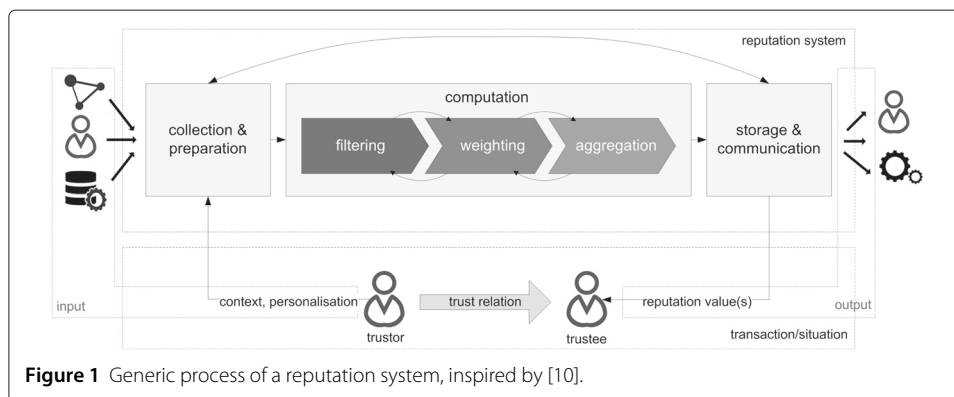 reputation system
computation
collection &
preparation
filtering
weighting
aggregation
storage &
communication
input
context, personalisation
trust relation
reputation value(s)
output
trustor
trustee
transaction/situation
Figure 1 Generic process of a reputation system, inspired by [10].